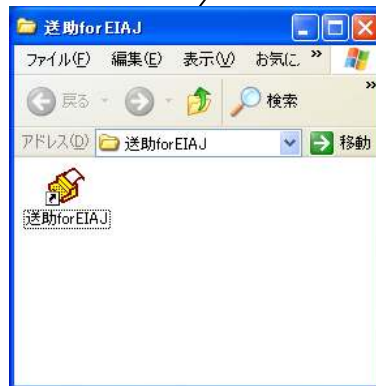 送助forEIAJ
ファイル(F) 編集(E) 表示(V) お気に »
戻る 検索 »
アドレス(D) 送助forEIAJ 移動
送助forEIAJ